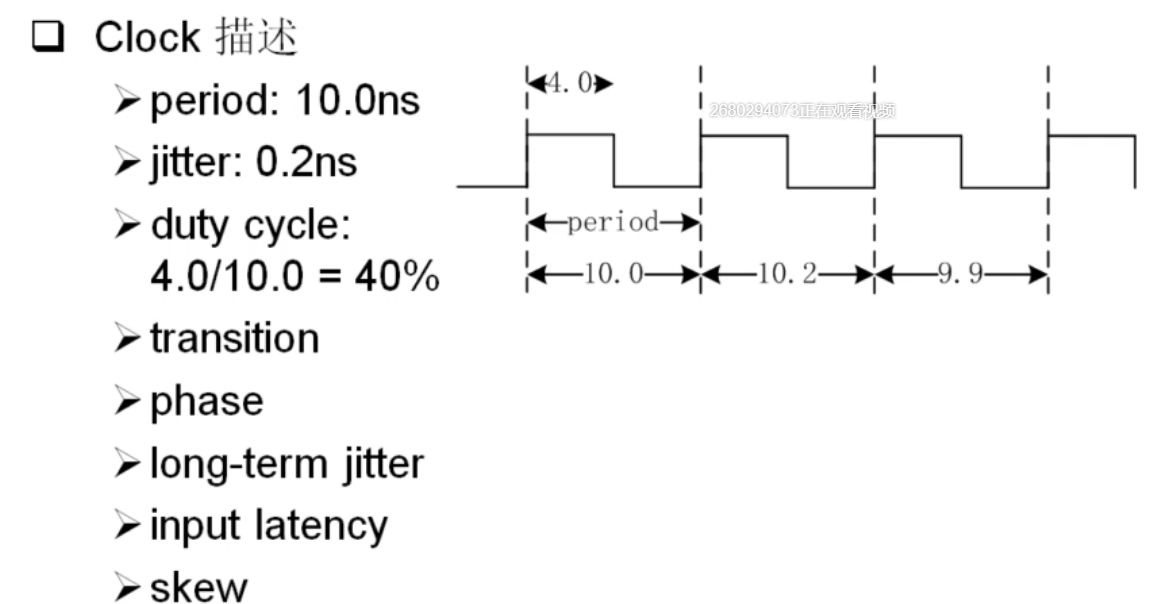 Clock 描述
period: 10.0ns
jitter: 0.2ns
duty cycle:
4.0/10.0 = 40%
transition
phase
long-term jitter
input latency
skew
4.0
2680294073正在观看视频
period
10.0
10.2
9.9